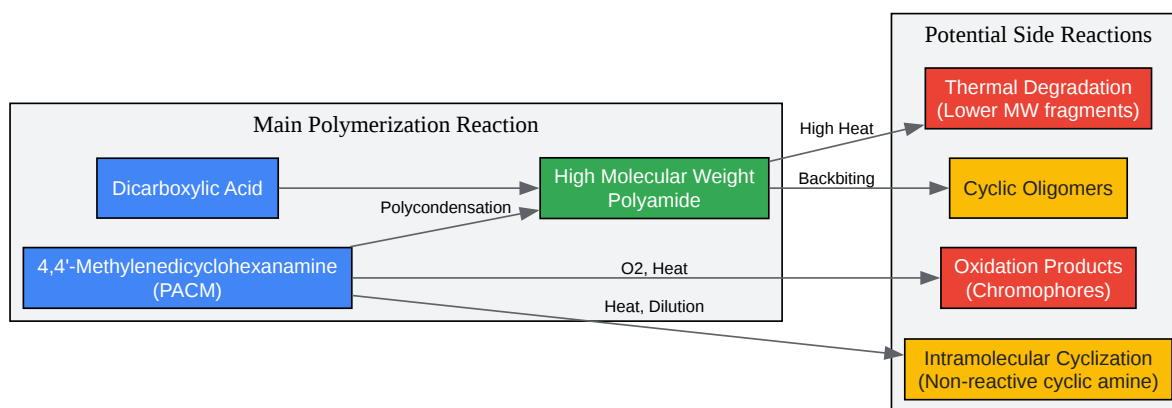 Potential Side Reactions
Thermal Degradation
(Lower MW fragments)
Main Polymerization Reaction
High Heat
Dicarboxylic Acid
High Molecular Weight
Polyamide
Backbiting
Cyclic Oligomers
Polycondensation
4,4'-Methylenedicyclohexanamine
(PACM)
O2, Heat
Oxidation Products
(Chromophores)
Heat, Dilution
Intramolecular Cyclization
(Non-reactive cyclic amine)